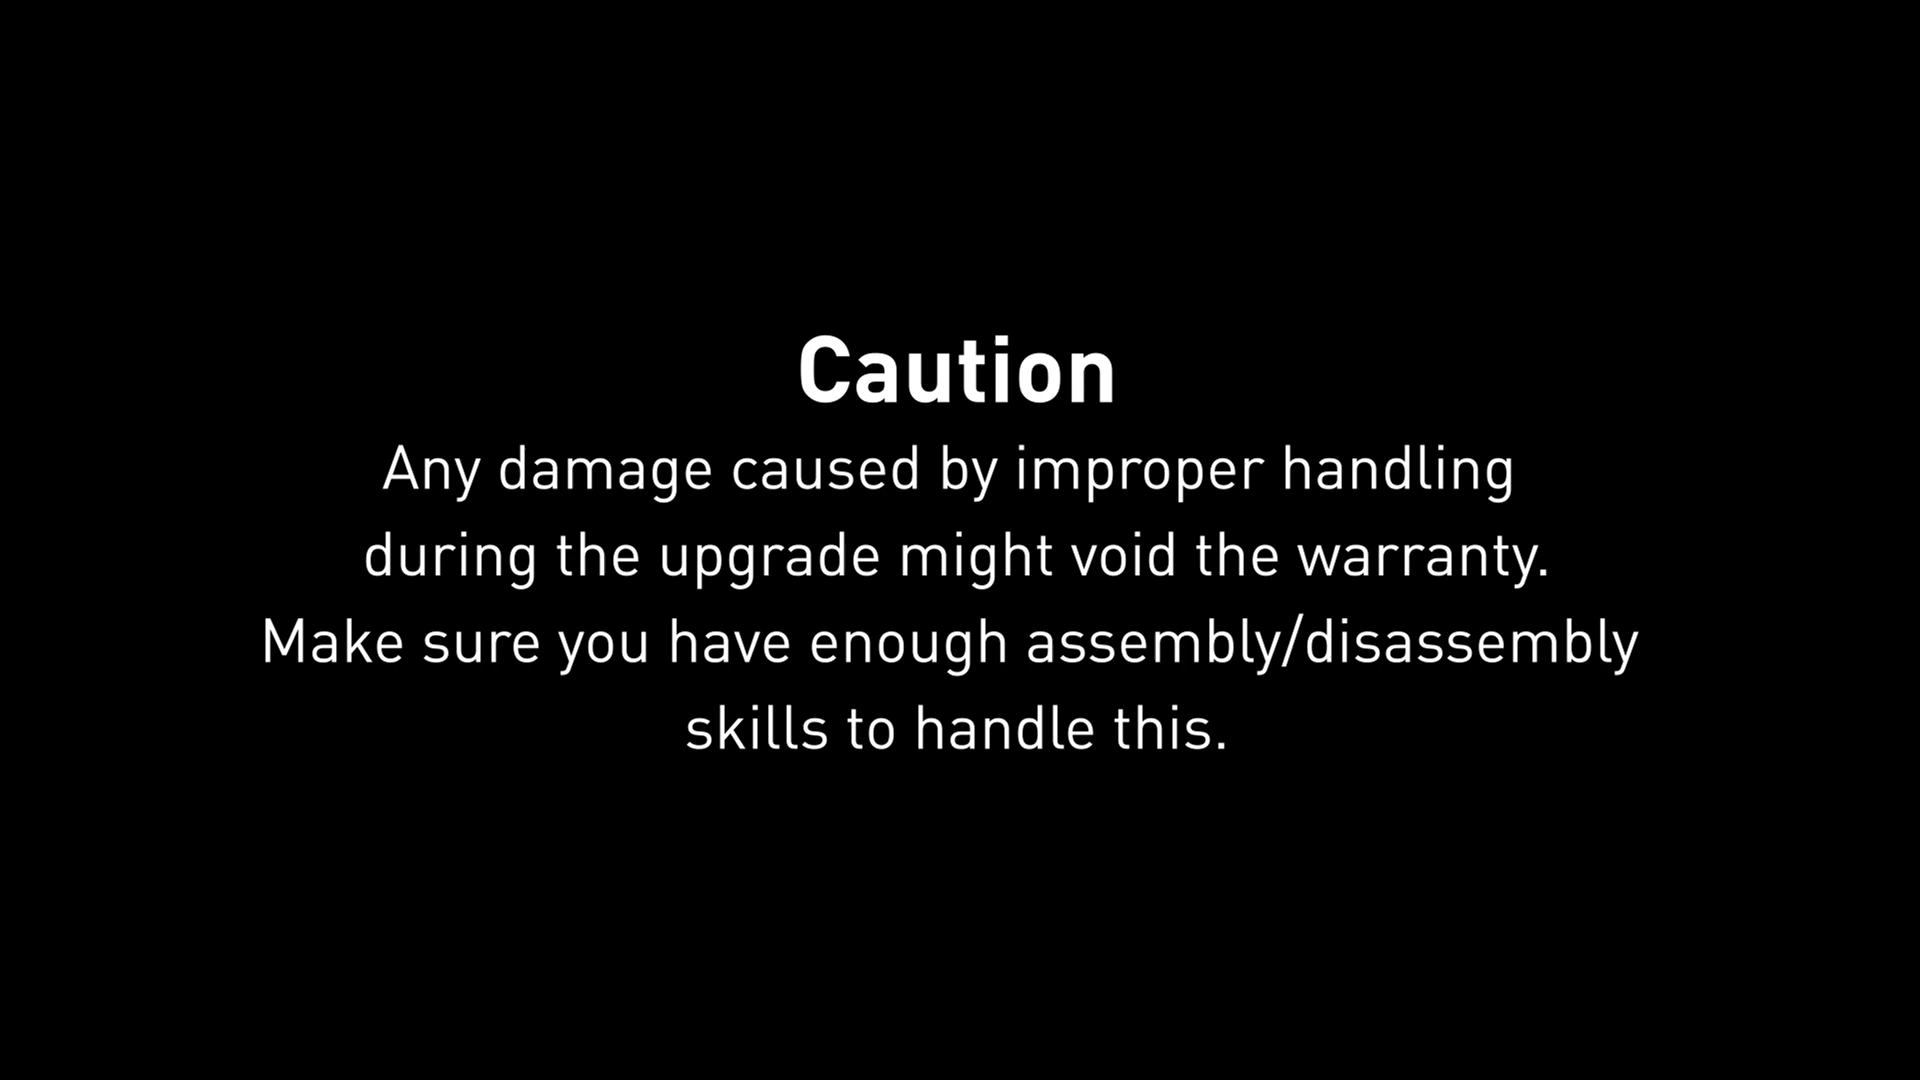 Caution
Any damage caused by improper handling
during the upgrade might void the warranty.
Make sure you have enough assembly/disassembly
skills to handle this.